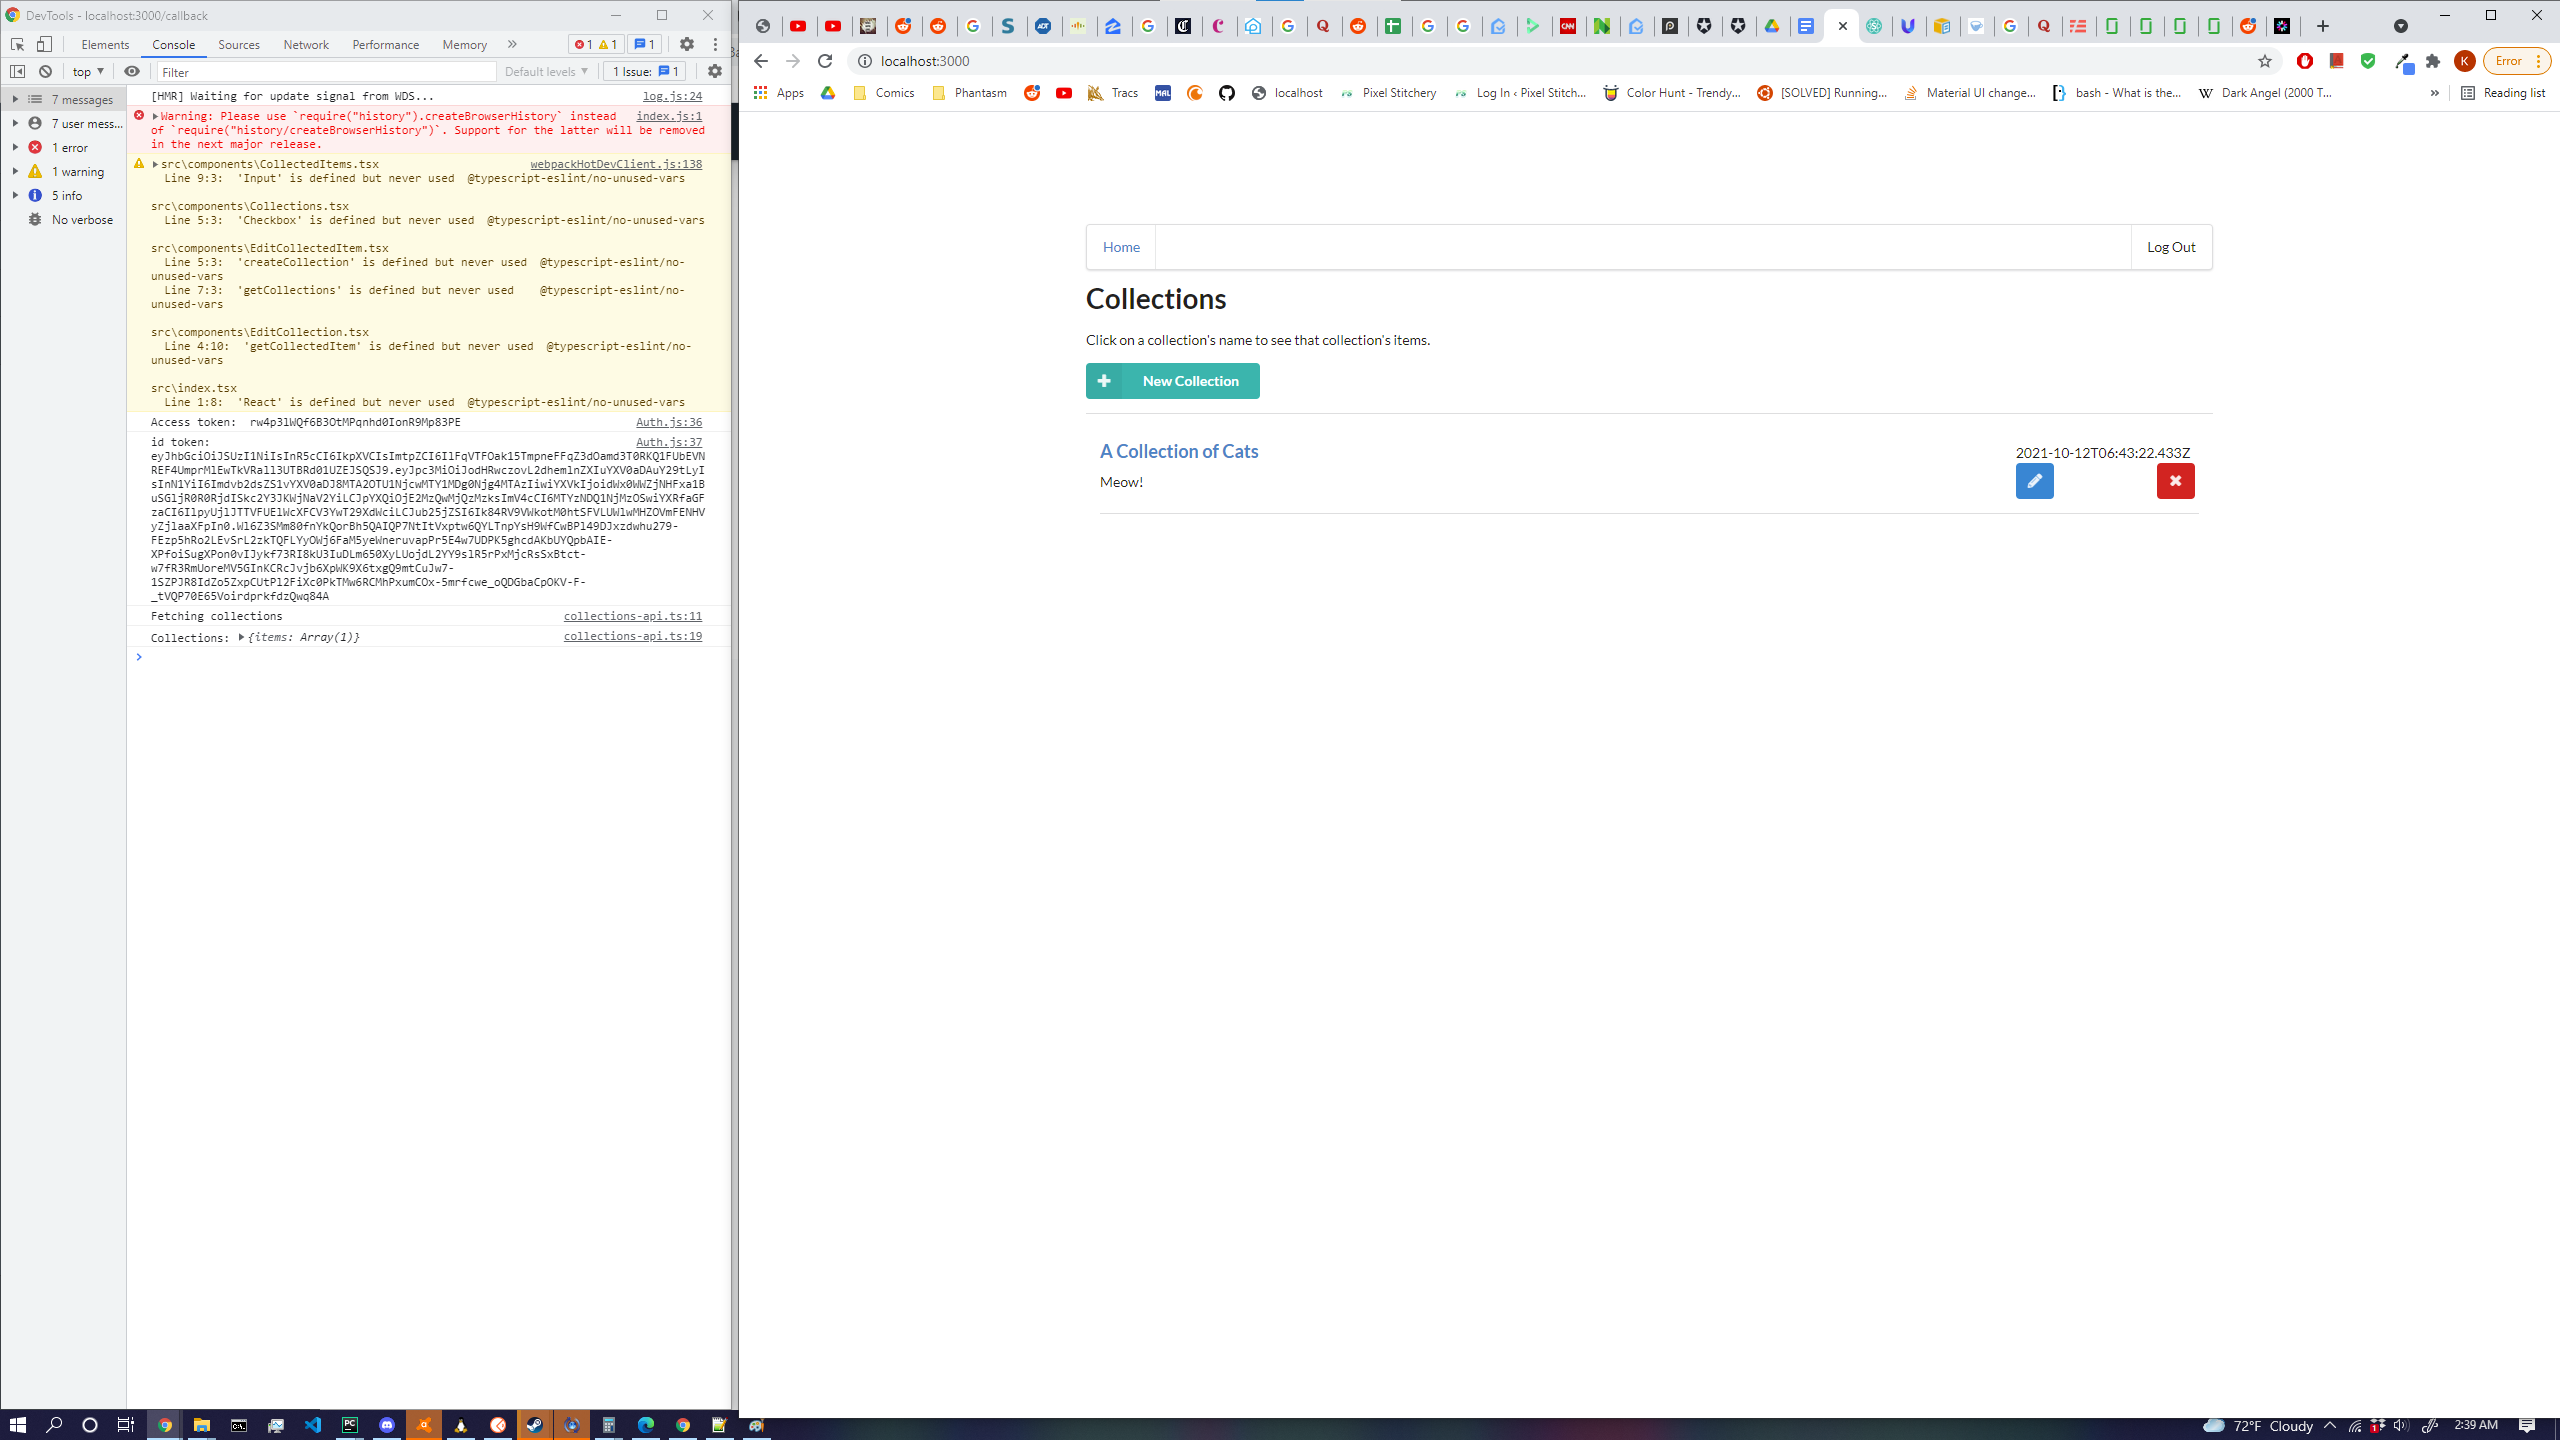 DevTools - localhost:3000/callback
Elements Console Sources Network Performance Memory 1 1 1
top Filter Default levels 1 Issue: 1
7 messages
7 user mess...
1 error
1 warning
5 info
No verbose
[HMR] Waiting for update signal from WDS... log.js:24
Warning: Please use `require("history").createBrowserHistory` instead index.js:1
of `require("history/createBrowserHistory")`. Support for the latter will be removed
in the next major release.
src\components\CollectedItems.tsx webpackHotDevClient.js:138
Line 9:3: 'Input' is defined but never used @typescript-eslint/no-unused-vars
src\components\Collections.tsx
Line 5:3: 'Checkbox' is defined but never used @typescript-eslint/no-unused-vars
src\components\EditCollectedItem.tsx
Line 5:3: 'createCollection' is defined but never used @typescript-eslint/no-
unused-vars
Line 7:3: 'getCollections' is defined but never used @typescript-eslint/no-
unused-vars
src\components\EditCollection.tsx
Line 4:10: 'getCollectedItem' is defined but never used @typescript-eslint/no-
unused-vars
src\index.tsx
Line 1:8: 'React' is defined but never used @typescript-eslint/no-unused-vars
Access token: Auth.js:36
id token: Auth.js:37
Fetching collections collections-api.ts:11
Collections: {items: Array(1)} collections-api.ts:19
localhost:3000
K Error
Apps Comics Phantasm Tracs MAL localhost Pixel Stitchery Log In ‹ Pixel Stitch... Color Hunt - Trendy... [SOLVED] Running... Material UI change... bash - What is the... Dark Angel (2000 T... Reading list
Home Log Out
Collections
Click on a collection's name to see that collection's items.
New Collection
A Collection of Cats
2021-10-12T06:43:22.433Z
Meow!
72°F Cloudy 2:39 AM